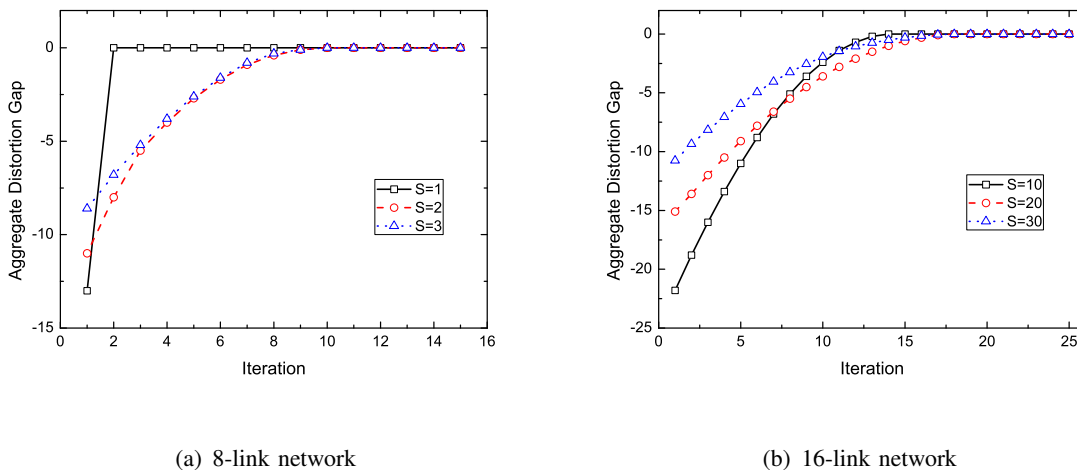 0
-5
-10
-15
Aggregate Distortion Gap
S=1
S=2
S=3
0 2 4 6 8 10 12 14 16
Iteration
(a) 8-link network
0
-5
-10
-15
-20
-25
Aggregate Distortion Gap
S=10
S=20
S=30
0 5 10 15 20 25
Iteration
(b) 16-link network